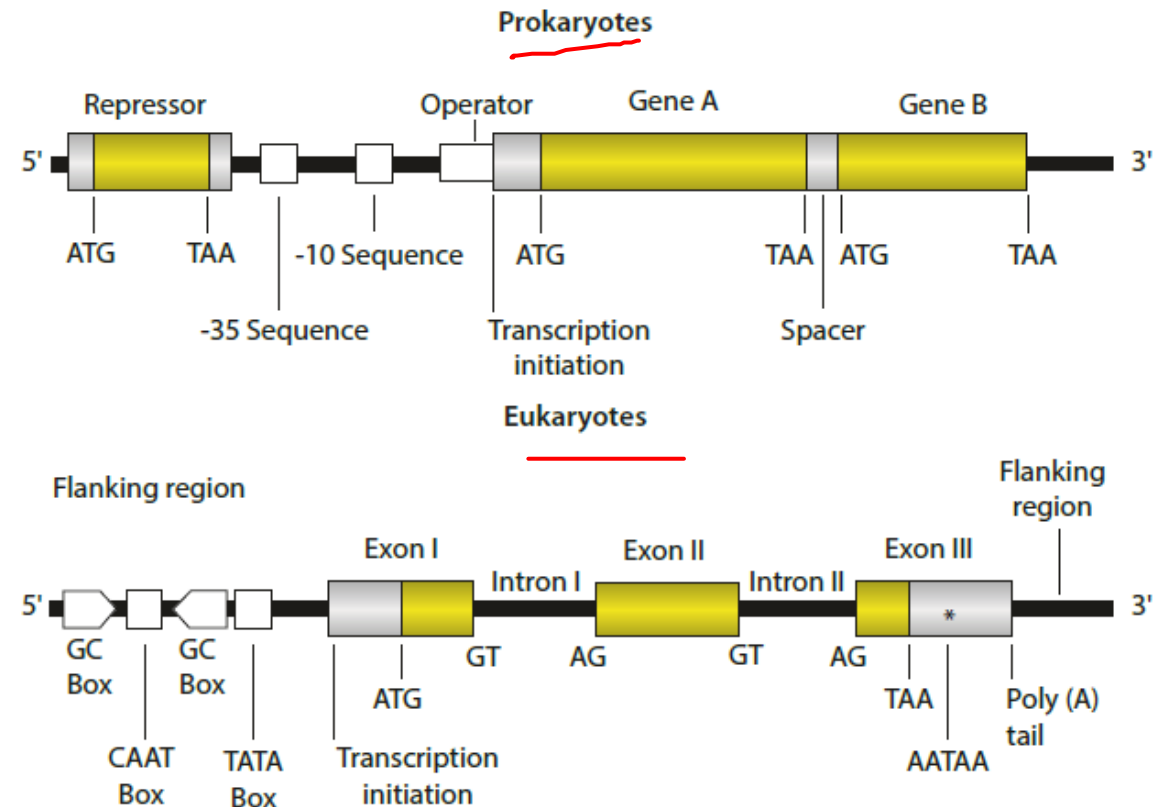 Prokaryotes
Repressor
Operator
Gene A
Gene B
5'
3'
ATG
TAA
-10 Sequence
ATG
TAA
ATG
TAA
-35 Sequence
Transcription
initiation
Spacer
Eukaryotes
Flanking region
Flanking
region
Exon I
Exon II
Exon III
Intron I
Intron II
5'
*
3'
GC
Box
GC
Box
GT
AG
GT
AG
ATG
TAA
Poly (A)
tail
CAAT
Box
TATA
Box
Transcription
initiation
AATAA